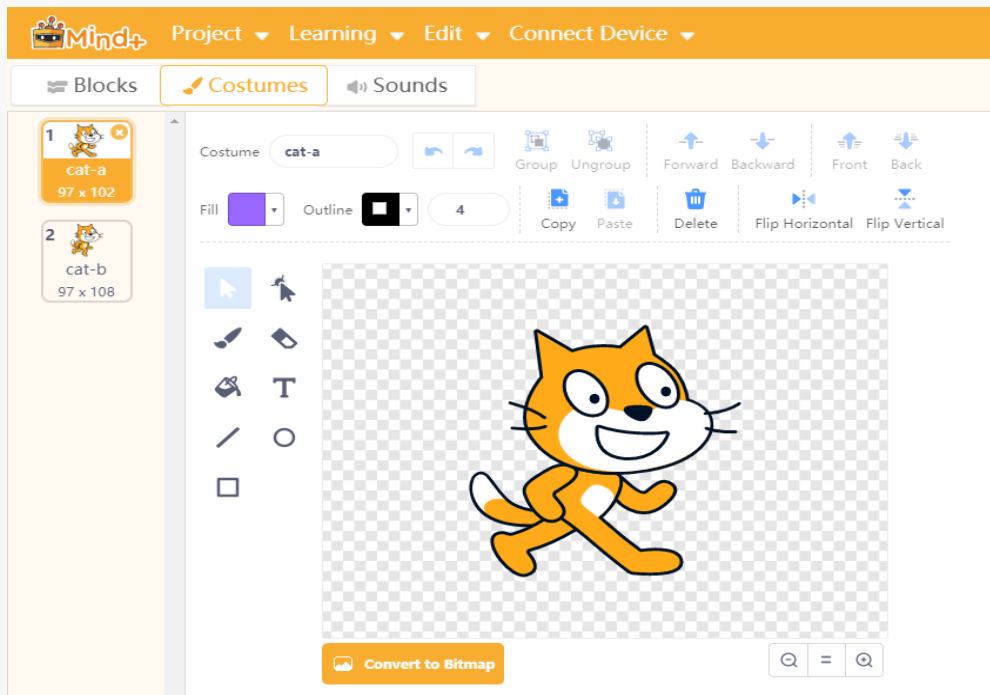 Mind+ Project Learning Edit Connect Device
Blocks Costumes Sounds
1
cat-a
97 x 102
2
cat-b
97 x 108
Costume cat-a Group Ungroup Forward Backward Front Back
Fill Outline 4 Copy Paste Delete Flip Horizontal Flip Vertical
T
Convert to Bitmap